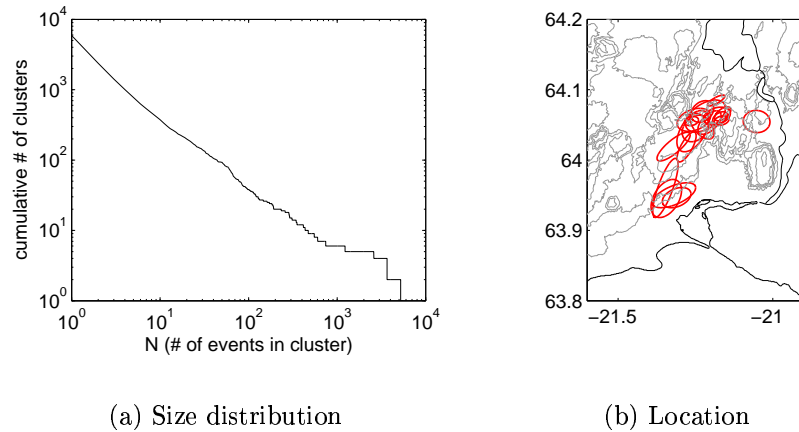 10^4
10^3
10^2
10^1
10^0
cumulative # of clusters
10^0 10^1 10^2 10^3 10^4
N (# of events in cluster)
64.2
64.1
64
63.9
63.8
−21.5 −21
(a) Size distribution
(b) Location